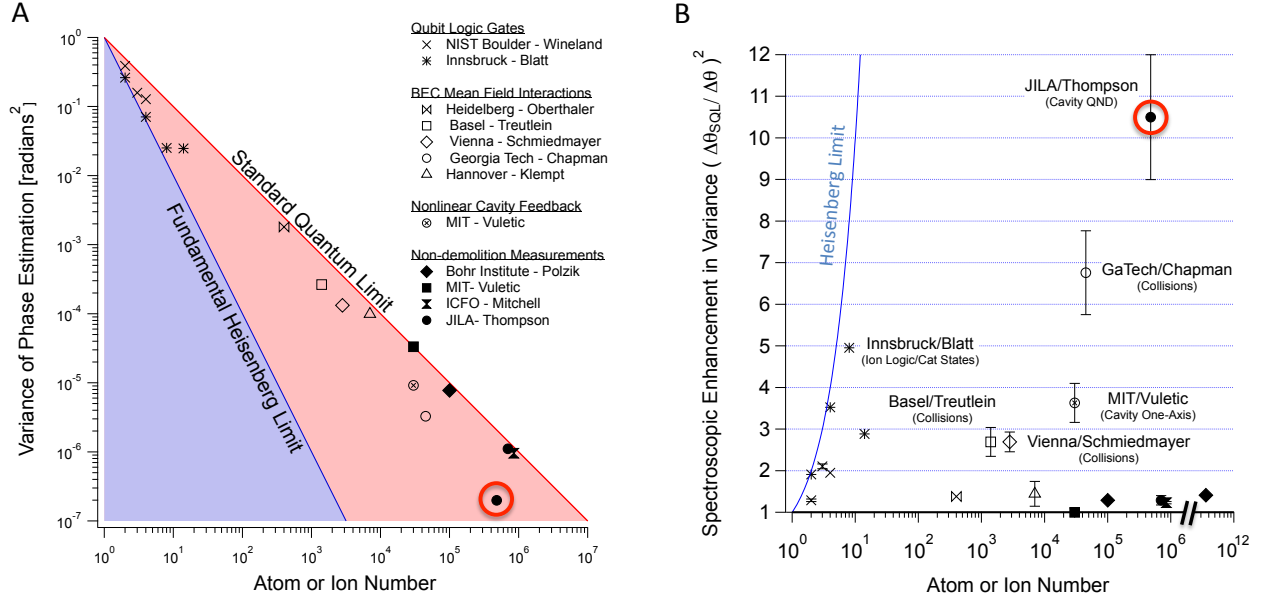 A
Variance of Phase Estimation [radians²]
10⁰
10⁻¹
10⁻²
10⁻³
10⁻⁴
10⁻⁵
10⁻⁶
10⁻⁷
Standard Quantum Limit
Fundamental Heisenberg Limit
Qubit Logic Gates
NIST Boulder - Wineland
Innsbruck - Blatt
BEC Mean Field Interactions
Heidelberg - Oberthaler
Basel - Treutlein
Vienna - Schmiedmayer
Georgia Tech - Chapman
Hannover - Klempt
Nonlinear Cavity Feedback
MIT - Vuletic
Non-demolition Measurements
Bohr Institute - Polzik
MIT- Vuletic
ICFO - Mitchell
JILA- Thompson
10⁰ 10¹ 10² 10³ 10⁴ 10⁵ 10⁶ 10⁷
Atom or Ion Number
B
Spectroscopic Enhancement in Variance ( Δθ_SQL/ Δθ )²
12
11
10
9
8
7
6
5
4
3
2
1
Heisenberg Limit
JILA/Thompson
(Cavity QND)
GaTech/Chapman
(Collisions)
Innsbruck/Blatt
(Ion Logic/Cat States)
Basel/Treutlein
(Collisions)
MIT/Vuletic
(Cavity One-Axis)
Vienna/Schmiedmayer
(Collisions)
10⁰ 10¹ 10² 10³ 10⁴ 10⁵ 10⁶ 10¹²
Atom or Ion Number